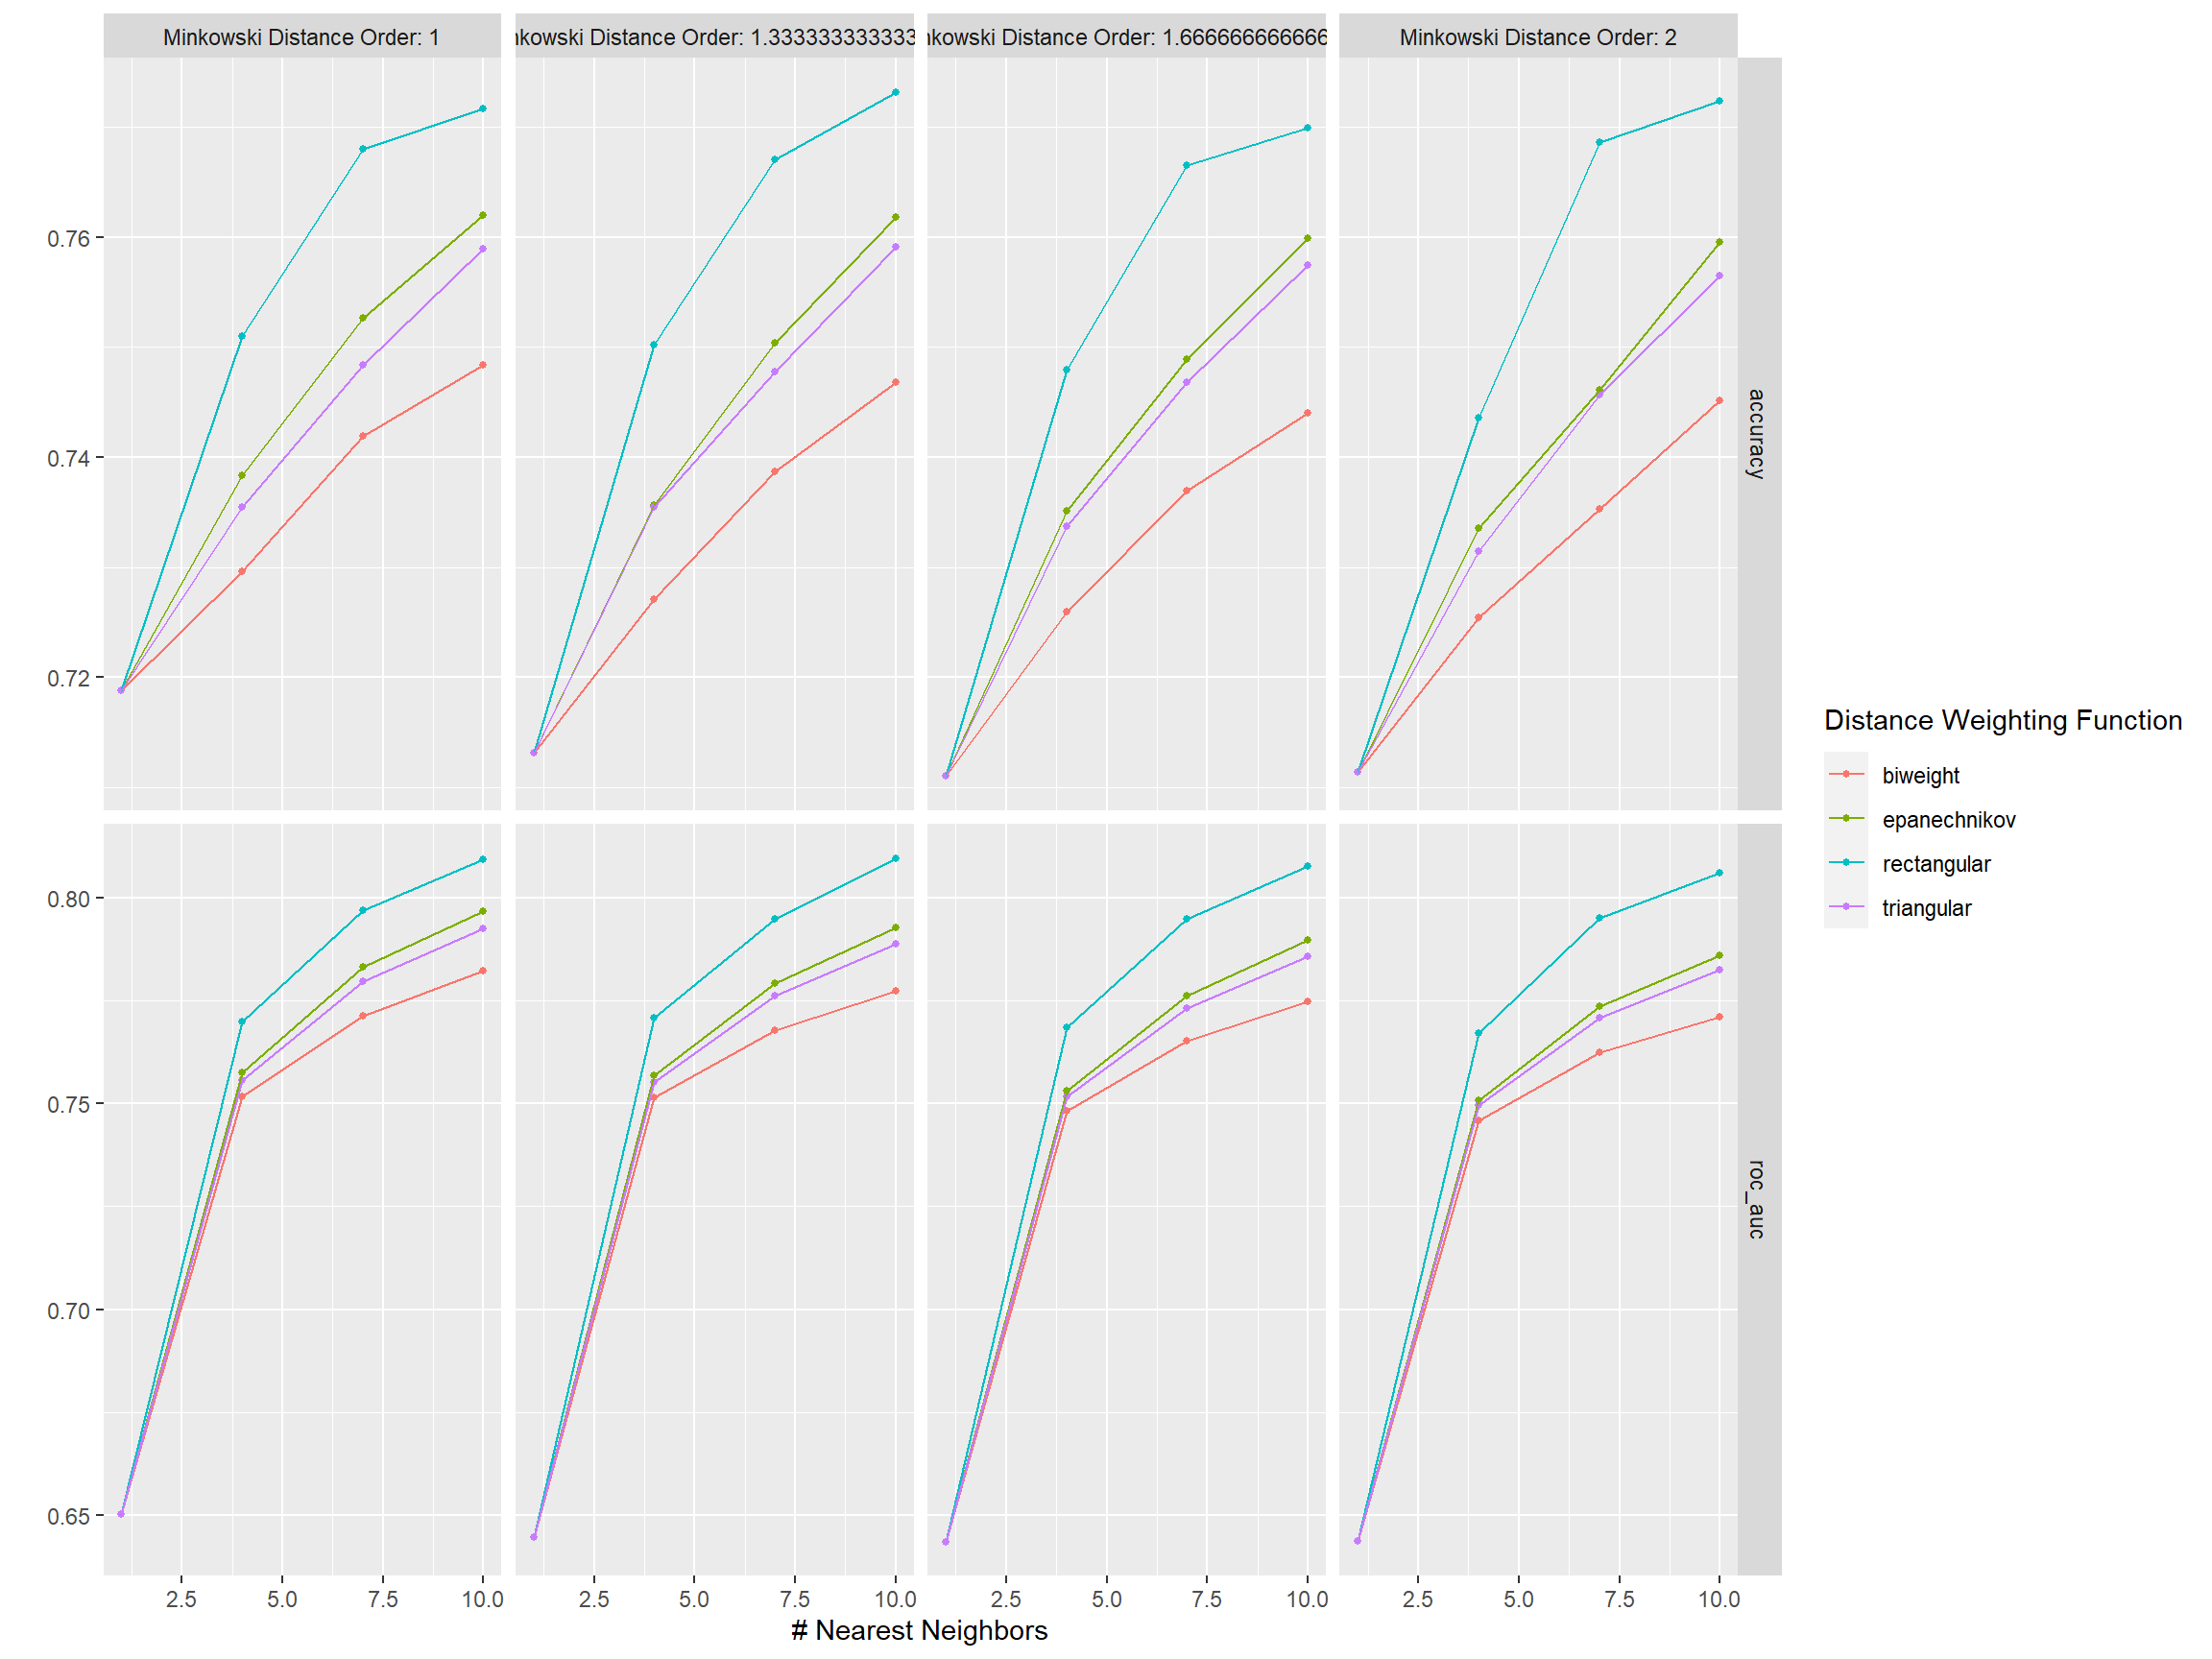 Minkowski Distance Order: 1
nkowski Distance Order: 1.333333333333
nkowski Distance Order: 1.666666666666
Minkowski Distance Order: 2
0.76
0.74
0.72
accuracy
0.80
0.75
0.70
0.65
roc_auc
2.5 5.0 7.5 10.0 2.5 5.0 7.5 10.0 2.5 5.0 7.5 10.0 2.5 5.0 7.5 10.0
# Nearest Neighbors
Distance Weighting Function
biweight
epanechnikov
rectangular
triangular